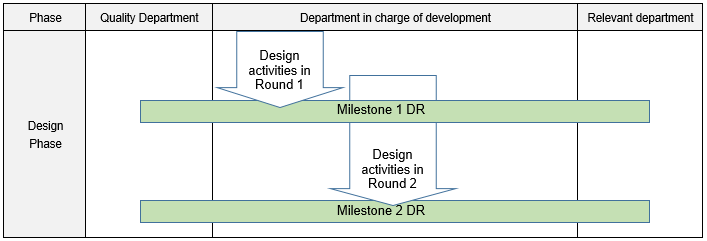 Phase
Quality Department
Department in charge of development
Relevant department
Design
Phase
Design
activities in
Round 1
Milestone 1 DR
Design
activities in
Round 2
Milestone 2 DR